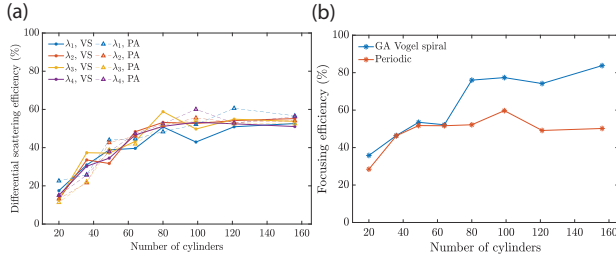 (a)
100
80
60
40
20
0
20 40 60 80 100 120 140 160
Differential scattering efficiency (%)
Number of cylinders
λ1, VS λ1, PA
λ2, VS λ2, PA
λ3, VS λ3, PA
λ4, VS λ4, PA
(b)
100
80
60
40
20
0
20 40 60 80 100 120 140 160
Focusing efficiency (%)
Number of cylinders
GA Vogel spiral
Periodic